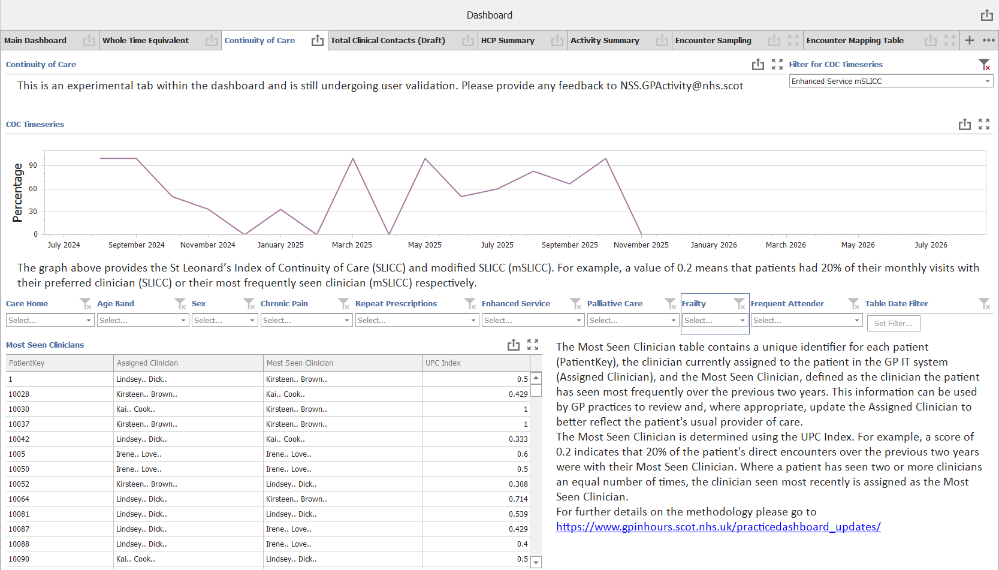 Dashboard
Main Dashboard
Whole Time Equivalent
Continuity of Care
Total Clinical Contacts (Draft)
HCP Summary
Activity Summary
Encounter Sampling
Encounter Mapping Table
Continuity of Care
Filter for COC Timeseries
Enhanced Service mSLICC
This is an experimental tab within the dashboard and is still undergoing user validation. Please provide any feedback to NSS.GPActivity@nhs.scot
COC Timeseries
Percentage
90
60
30
0
July 2024
September 2024
November 2024
January 2025
March 2025
May 2025
July 2025
September 2025
November 2025
January 2026
March 2026
May 2026
July 2026
The graph above provides the St Leonard's Index of Continuity of Care (SLICC) and modified SLICC (mSLICC). For example, a value of 0.2 means that patients had 20% of their monthly visits with
their preferred clinician (SLICC) or their most frequently seen clinician (mSLICC) respectively.
Care Home
Age Band
Sex
Chronic Pain
Repeat Prescriptions
Enhanced Service
Palliative Care
Frailty
Frequent Attender
Table Date Filter
Select...
Select...
Select...
Select...
Select...
Select...
Select...
Select...
Select...
Set Filter...
Most Seen Clinicians
PatientKey Assigned Clinician Most Seen Clinician UPC Index
1 Lindsey.. Dick.. Kirsteen.. Brown.. 0.5
10028 Kirsteen.. Brown.. Kai.. Cook.. 0.429
10030 Kai.. Cook.. Kirsteen.. Brown.. 1
10037 Kirsteen.. Brown.. Kirsteen.. Brown.. 1
10042 Lindsey.. Dick.. Kai.. Cook.. 0.333
1005 Irene.. Love.. Irene.. Love.. 0.6
10050 Irene.. Love.. Irene.. Love.. 0.5
10052 Kirsteen.. Brown.. Lindsey.. Dick.. 0.308
10064 Lindsey.. Dick.. Kirsteen.. Brown.. 0.714
10081 Lindsey.. Dick.. Lindsey.. Dick.. 0.539
10087 Lindsey.. Dick.. Irene.. Love.. 0.429
10088 Lindsey.. Dick.. Irene.. Love.. 0.4
10090 Kai.. Cook.. Lindsey.. Dick.. 0.5
The Most Seen Clinician table contains a unique identifier for each patient
(PatientKey), the clinician currently assigned to the patient in the GP IT system
(Assigned Clinician), and the Most Seen Clinician, defined as the clinician the patient
has seen most frequently over the previous two years. This information can be used
by GP practices to review and, where appropriate, update the Assigned Clinician to
better reflect the patient's usual provider of care.
The Most Seen Clinician is determined using the UPC Index. For example, a score of
0.2 indicates that 20% of the patient's direct encounters over the previous two years
were with their Most Seen Clinician. Where a patient has seen two or more clinicians
an equal number of times, the clinician seen most recently is assigned as the Most
Seen Clinician.
For further details on the methodology please go to
https://www.gpinhours.scot.nhs.uk/practicedashboard_updates/